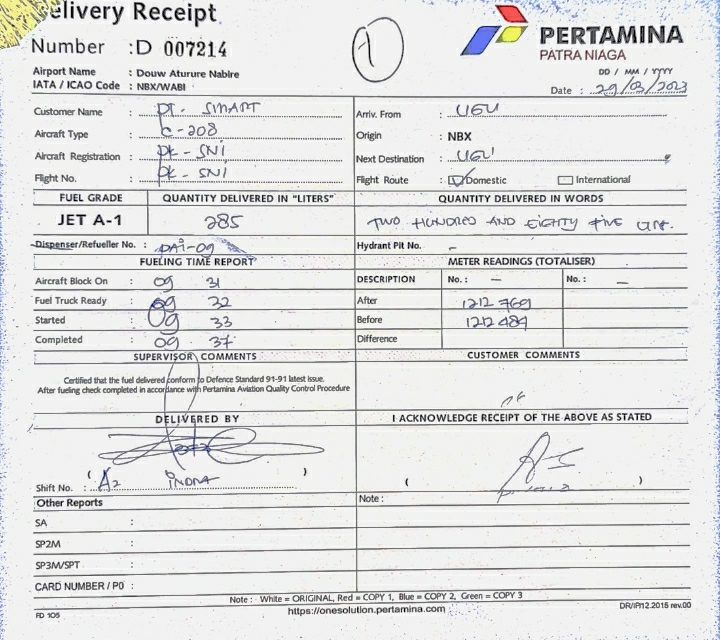 elivery Receipt
Number : D 007214
1
PERTAMINA
PATRA NIAGA
Airport Name : Douw Aturure Nabire
IATA / ICAO Code : NBX/WABI
DD / MM / YYYY
Date : 29/03/2023
Customer Name : PT. SMART
Aircraft Type : C-208
Aircraft Registration : PK-SNI
Flight No. : PK-SNI
Arriv. From : UGU
Origin : NBX
Next Destination : UGU
Flight Route : Domestic International
FUEL GRADE QUANTITY DELIVERED IN "LITERS" QUANTITY DELIVERED IN WORDS
JET A-1 285 TWO HUNDRED AND EIGHTY FIVE
Dispenser/Refueller No. : PAI-09 Hydrant Pit No. -
FUELING TIME REPORT METER READINGS (TOTALISER)
Aircraft Block On : 09 31 DESCRIPTION No. : - No. : -
Fuel Truck Ready : 09 32 After 1212769
Started : 09 33 Before 1212484
Completed : 09 37 Difference
SUPERVISOR COMMENTS CUSTOMER COMMENTS
Certified that the fuel delivered conform to Defence Standard 91-91 latest issue.
After fueling check completed in accordance with Pertamina Aviation Quality Control Procedure
DELIVERED BY I ACKNOWLEDGE RECEIPT OF THE ABOVE AS STATED
( ) ( )
Shift No. : A2 INDRA
Other Reports Note :
SA :
SP2M :
SP3M/SPT :
CARD NUMBER / PO :
Note : White = ORIGINAL, Red = COPY 1, Blue = COPY 2, Green = COPY 3
FD 105 https://onesolution.pertamina.com DR/IP/12.2015 rev.00